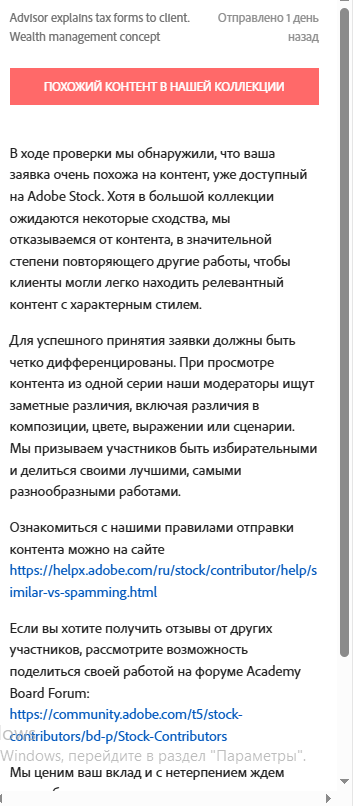 Advisor explains tax forms to client.
Wealth management concept
Отправлено 1 день
назад
ПОХОЖИЙ КОНТЕНТ В НАШЕЙ КОЛЛЕКЦИИ
В ходе проверки мы обнаружили, что ваша
заявка очень похожа на контент, уже доступный
на Adobe Stock. Хотя в большой коллекции
ожидаются некоторые сходства, мы
отказываемся от контента, в значительной
степени повторяющего другие работы, чтобы
клиенты могли легко находить релевантный
контент с характерным стилем.
Для успешного принятия заявки должны быть
четко дифференцированы. При просмотре
контента из одной серии наши модераторы ищут
заметные различия, включая различия в
композиции, цвете, выражении или сценарии.
Мы призываем участников быть избирательными
и делиться своими лучшими, самыми
разнообразными работами.
Ознакомиться с нашими правилами отправки
контента можно на сайте
https://helpx.adobe.com/ru/stock/contributor/help/s
imilar-vs-spamming.html
Если вы хотите получить отзывы от других
участников, рассмотрите возможность
поделиться своей работой на форуме Academy
Board Forum:
https://community.adobe.com/t5/stock-
contributors/bd-p/Stock-Contributors
Windows, перейдите в раздел "Параметры".
Мы ценим ваш вклад и с нетерпением ждем